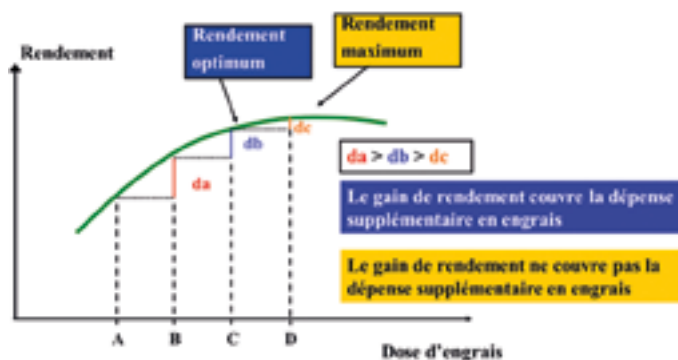 Rendement
maximum
Rendement
optimum
Rendement
dc
db
da
da > db > dc
Le gain de rendement couvre la dépense
supplémentaire en engrais
Le gain de rendement ne couvre pas la
dépense supplémentaire en engrais
A B C D
Dose d'engrais